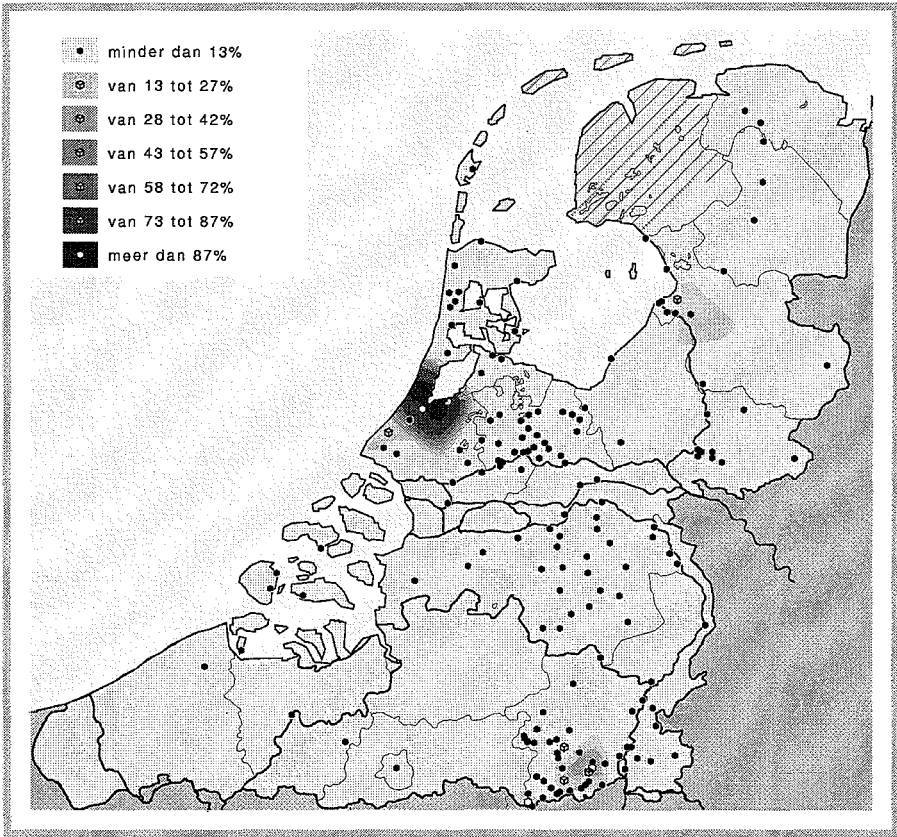 minder dan 13%
van 13 tot 27%
van 28 tot 42%
van 43 tot 57%
van 58 tot 72%
van 73 tot 87%
meer dan 87%